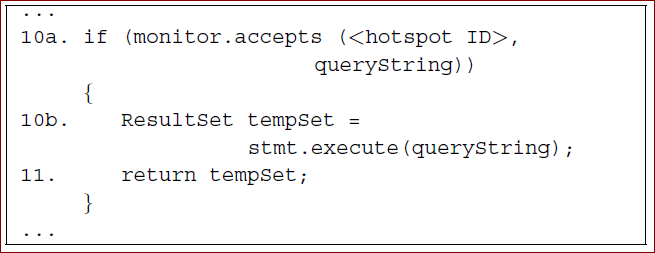 ...
10a. if (monitor.accepts (<hotspot ID>,
queryString))
{
10b. ResultSet tempSet =
stmt.execute(queryString);
11. return tempSet;
}
...